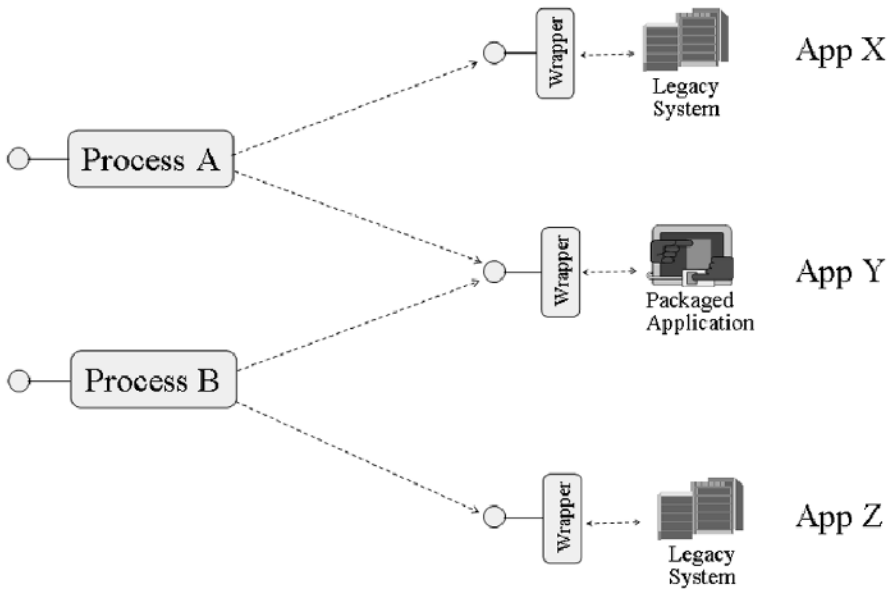 Wrapper
Legacy
System
App X
Process A
Wrapper
Packaged
Application
App Y
Process B
Wrapper
Legacy
System
App Z